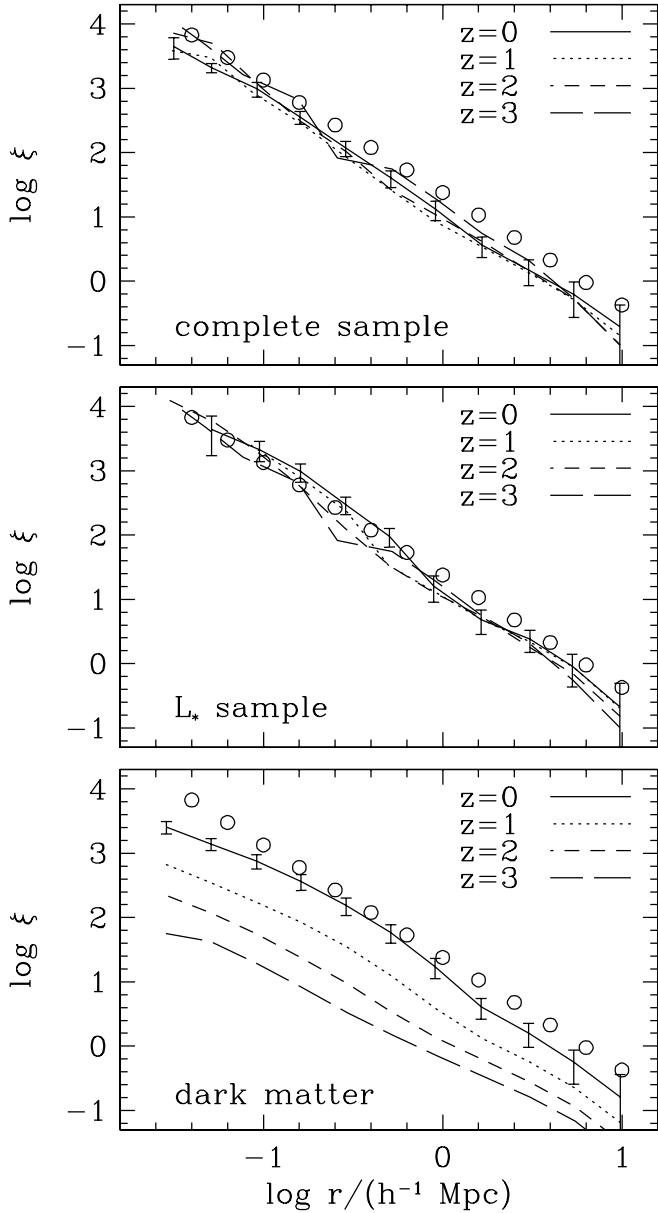 4
3
2
1
0
−1
log ξ
z=0
z=1
z=2
z=3
complete sample
4
3
2
1
0
−1
log ξ
z=0
z=1
z=2
z=3
L* sample
4
3
2
1
0
−1
log ξ
z=0
z=1
z=2
z=3
dark matter
−1 0 1
log r/(h⁻¹ Mpc)